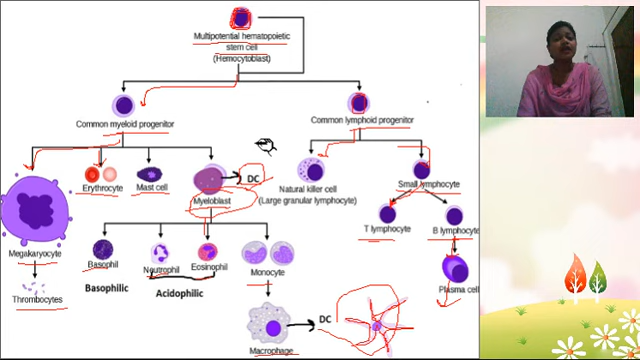 Multipotential hematopoietic
stem cell
(Hemocytoblast)
Common myeloid progenitor
Common lymphoid progenitor
Erythrocyte
Mast cell
Myeloblast
DC
Natural killer cell
(Large granular lymphocyte)
Small lymphocyte
T lymphocyte
B lymphocyte
Megakaryocyte
Basophil
Neutrophil
Eosinophil
Monocyte
Plasma cell
Thrombocytes
Basophilic
Acidophilic
DC
Macrophage